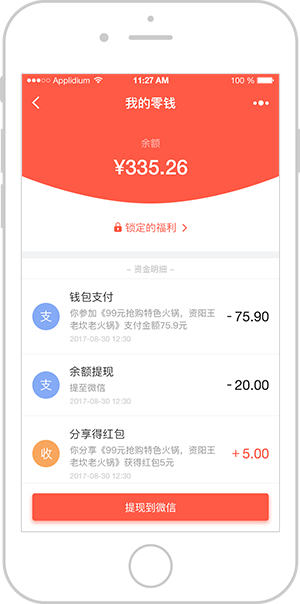 Applidium 11:27 AM 100 %
我的零钱
余额
¥335.26
锁定的福利
~ 资金明细 ~
支
钱包支付
你参加《99元抢购特色火锅，资阳王
老坎老火锅》支付金额75.9元
2017-08-30 12:30
- 75.90
支
余额提现
提至微信
2017-08-30 12:30
- 20.00
收
分享得红包
你分享《99元抢购特色火锅，资阳王
老坎老火锅》获得红包5元
2017-08-30 12:30
+ 5.00
提现到微信